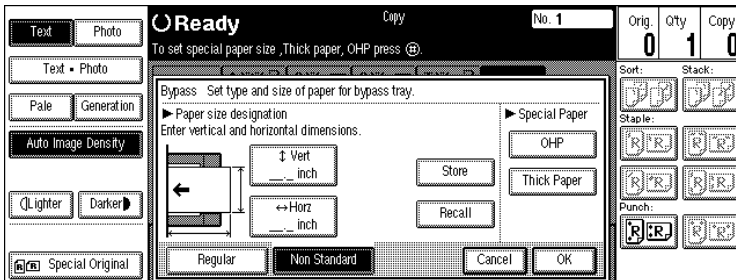 Text
Photo
Text • Photo
Pale
Generation
Auto Image Density
Lighter
Darker
Special Original
Ready
Copy
No. 1
To set special paper size ,Thick paper, OHP press (#).
Bypass Set type and size of paper for bypass tray.
▶ Paper size designation
Enter vertical and horizontal dimensions.
↕ Vert
__._ inch
↔Horz
__._ inch
Store
Recall
▶ Special Paper
OHP
Thick Paper
Regular
Non Standard
Cancel
OK
Orig. Q'ty Copy
0 1 0
Sort: Stack:
Staple:
R R R R
R R R R
Punch:
R R R R